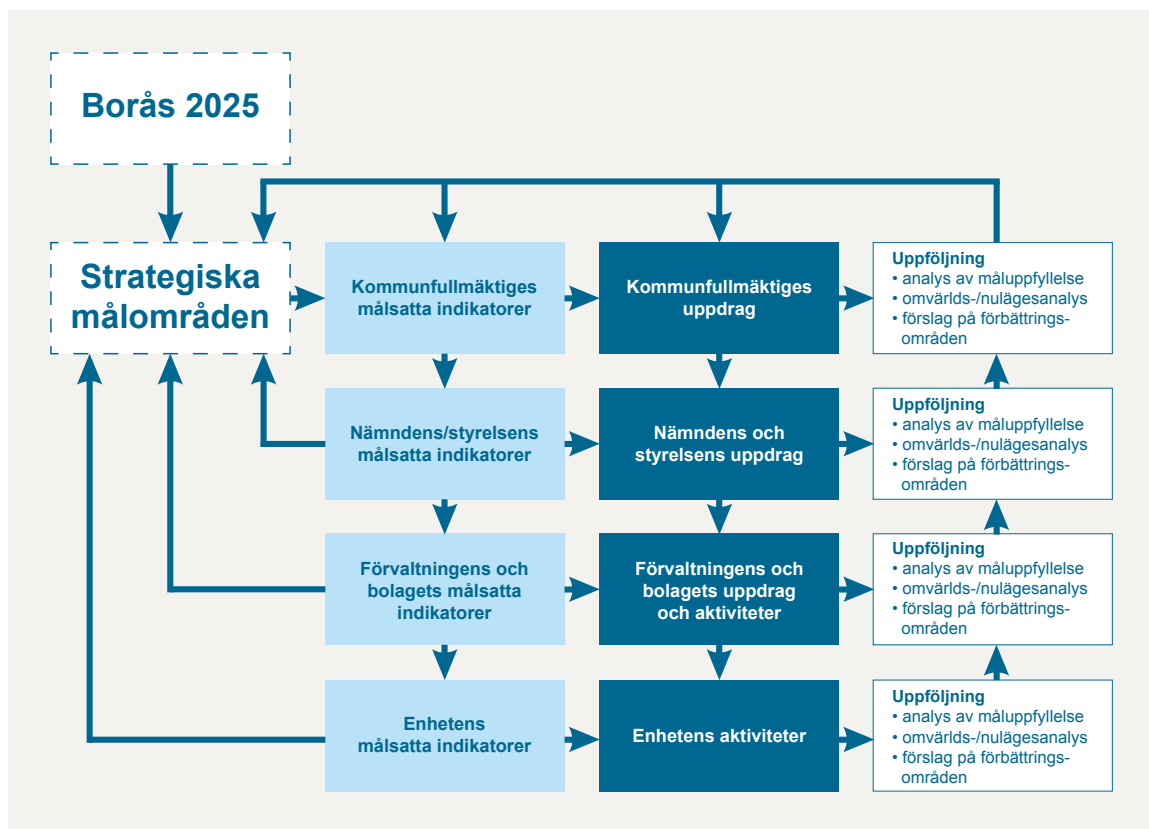 Borås 2025
Strategiska
målområden
Kommunfullmäktiges
målsatta indikatorer
Kommunfullmäktiges
uppdrag
Uppföljning
• analys av måluppfyllelse
• omvärlds-/nulägesanalys
• förslag på förbättrings-
områden
Nämndens/styrelsens
målsatta indikatorer
Nämndens och
styrelsens uppdrag
Uppföljning
• analys av måluppfyllelse
• omvärlds-/nulägesanalys
• förslag på förbättrings-
områden
Förvaltningens och
bolagets målsatta
indikatorer
Förvaltningens och
bolagets uppdrag
och aktiviteter
Uppföljning
• analys av måluppfyllelse
• omvärlds-/nulägesanalys
• förslag på förbättrings-
områden
Enhetens
målsatta indikatorer
Enhetens aktiviteter
Uppföljning
• analys av måluppfyllelse
• omvärlds-/nulägesanalys
• förslag på förbättrings-
områden